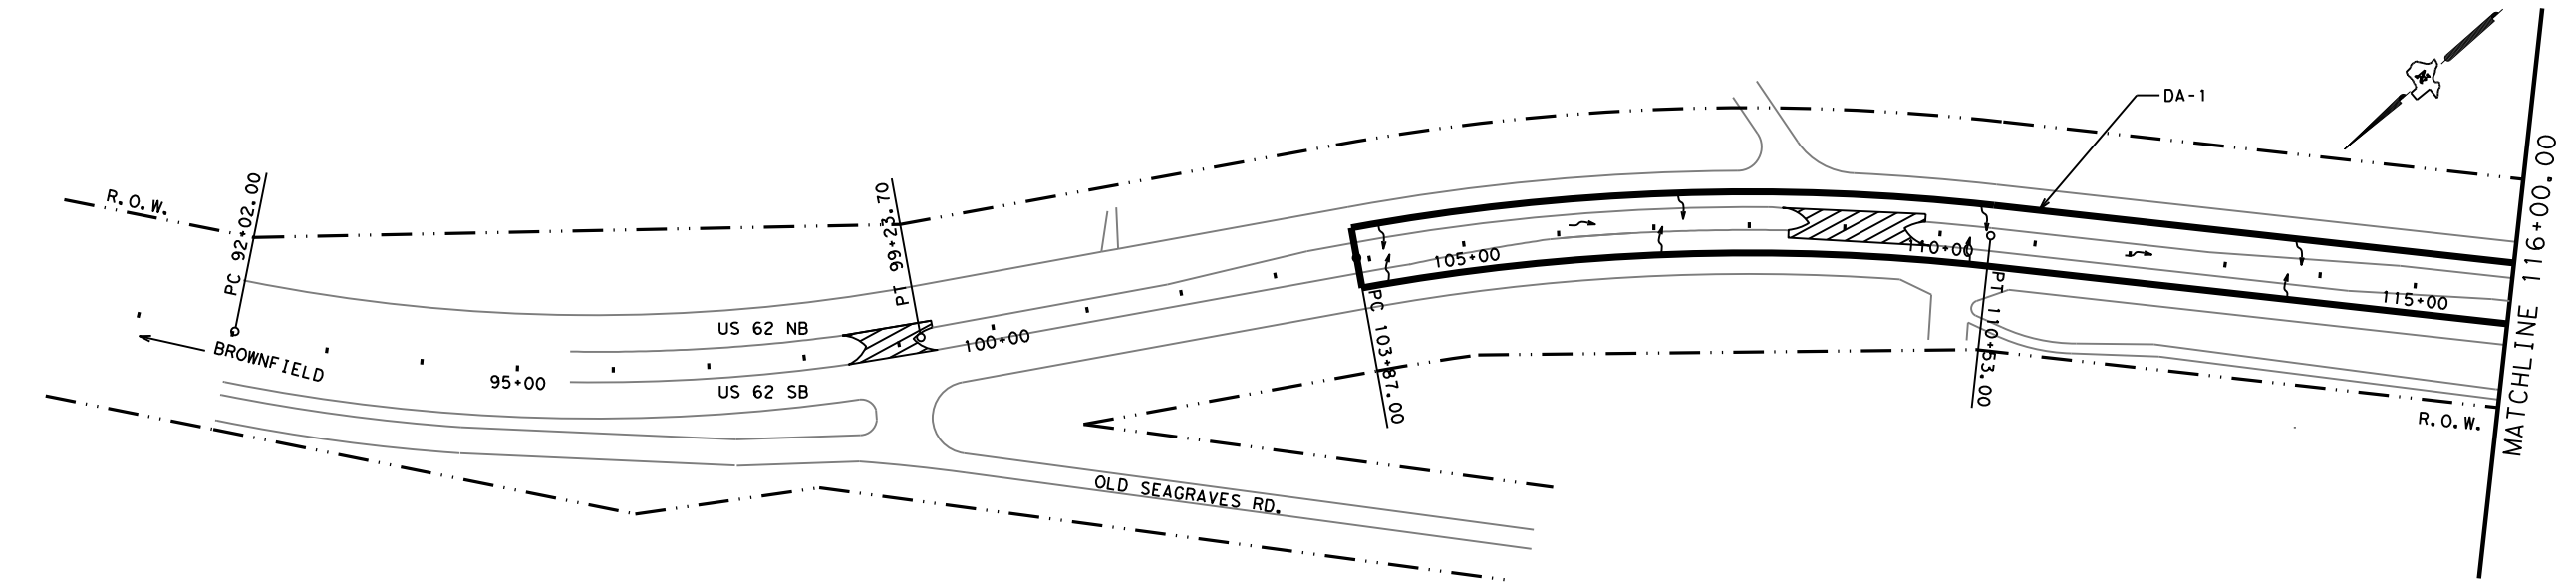 R.O.W.
PC 92+02.00
BROWNFIELD
95+00
US 62 NB
US 62 SB
PT 99+23.70
100+00
OLD SEAGRAVES RD.
PC 103+87.00
105+00
110+00
PT 110+53.00
DA-1
115+00
R.O.W.
MATCHLINE 116+00.00